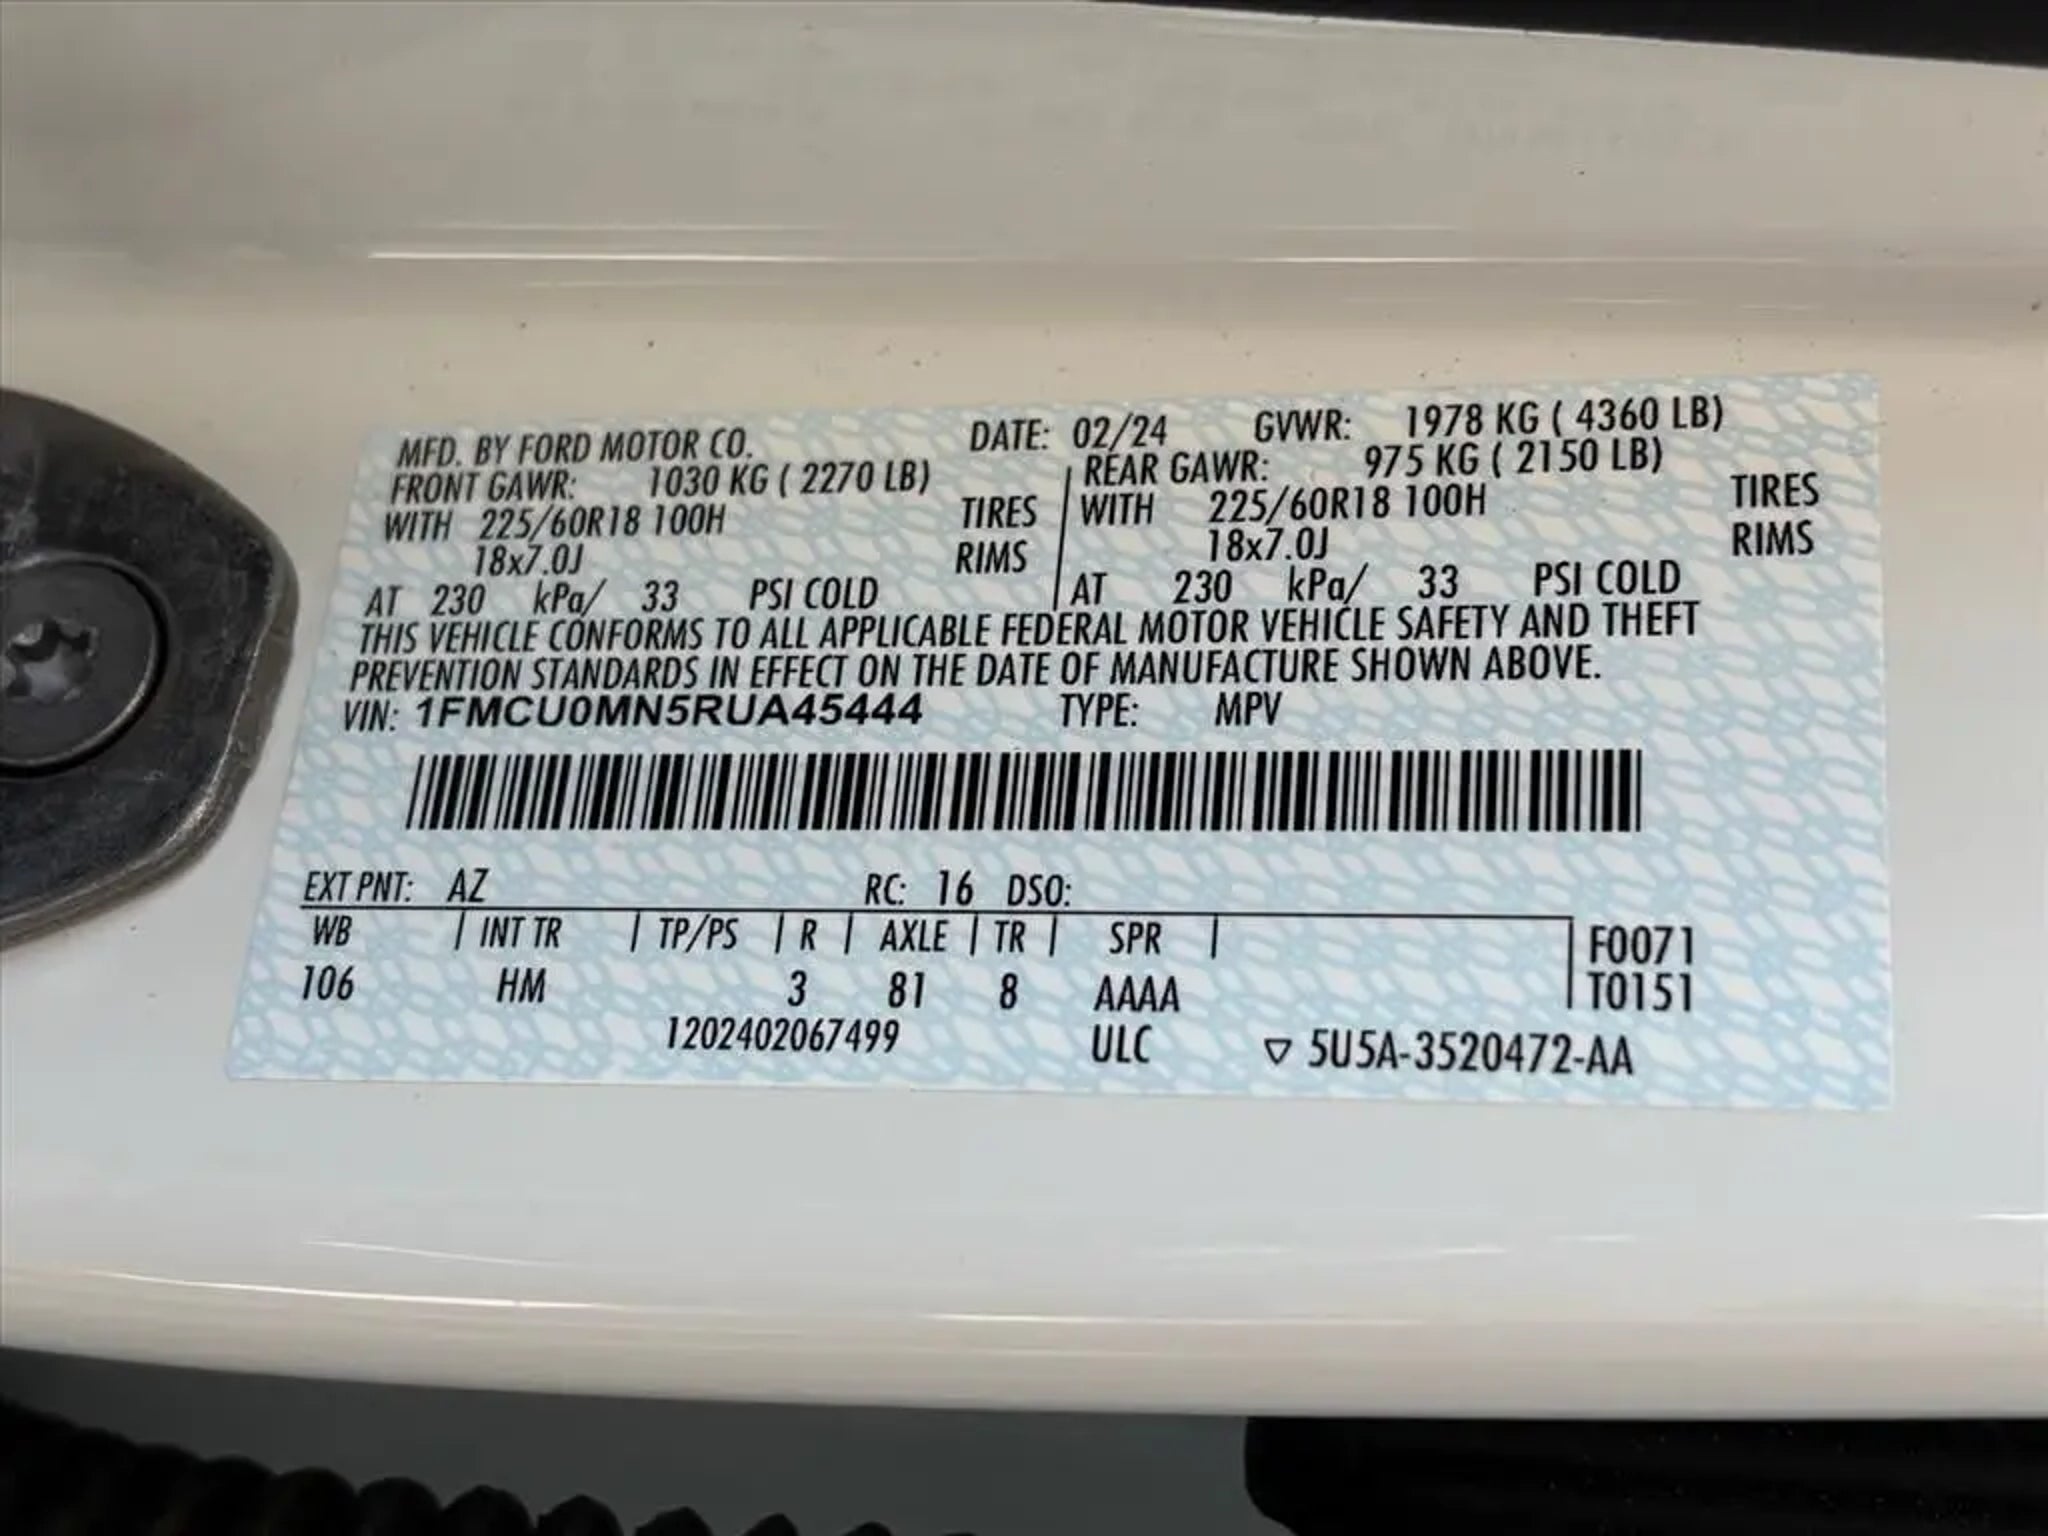 MFD. BY FORD MOTOR CO. DATE: 02/24 GVWR: 1978 KG ( 4360 LB)
FRONT GAWR: 1030 KG ( 2270 LB) REAR GAWR: 975 KG ( 2150 LB)
WITH 225/60R18 100H TIRES WITH 225/60R18 100H TIRES
18x7.0J RIMS 18x7.0J RIMS
AT 230 kPa/ 33 PSI COLD AT 230 kPa/ 33 PSI COLD
THIS VEHICLE CONFORMS TO ALL APPLICABLE FEDERAL MOTOR VEHICLE SAFETY AND THEFT
PREVENTION STANDARDS IN EFFECT ON THE DATE OF MANUFACTURE SHOWN ABOVE.
VIN: 1FMCU0MN5RUA45444 TYPE: MPV
EXT PNT: AZ RC: 16 DSO:
WB | INT TR | TP/PS | R | AXLE | TR | SPR | F0071
106 HM 3 81 8 AAAA T0151
1202402067499 ULC ▽ 5U5A-3520472-AA